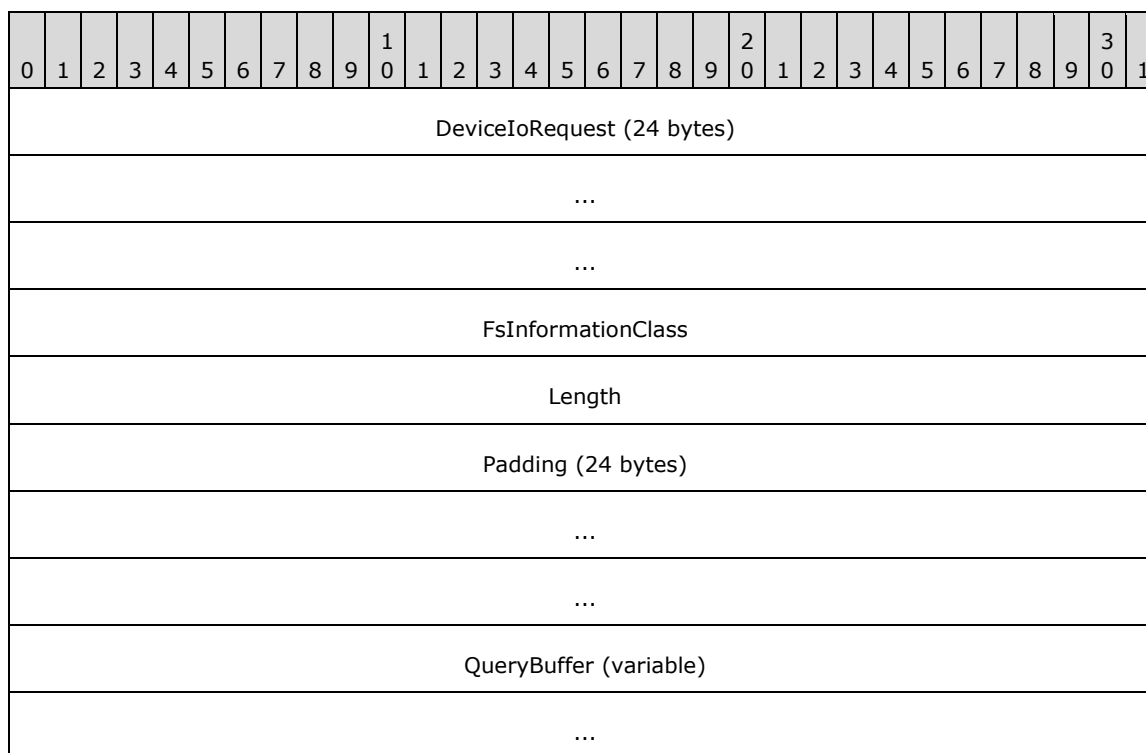 1 2 3
0 1 2 3 4 5 6 7 8 9 0 1 2 3 4 5 6 7 8 9 0 1 2 3 4 5 6 7 8 9 0 1
DeviceIoRequest (24 bytes)
...
...
FsInformationClass
Length
Padding (24 bytes)
...
...
QueryBuffer (variable)
...